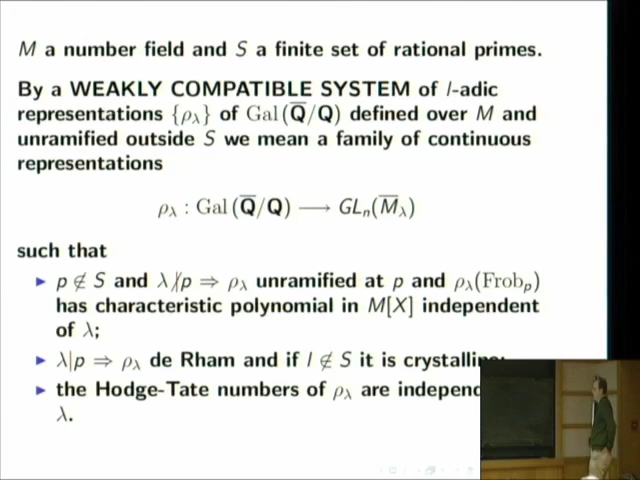 M a number field and S a finite set of rational primes.
By a WEAKLY COMPATIBLE SYSTEM of l-adic
representations {ρ_λ} of Gal(Q̅/Q) defined over M and
unramified outside S we mean a family of continuous
representations
ρ_λ : Gal(Q̅/Q) ⟶ GL_n(M̅_λ)
such that
▶ p ∉ S and λ∤p ⇒ ρ_λ unramified at p and ρ_λ(Frob_p)
has characteristic polynomial in M[X] independent
of λ;
▶ λ|p ⇒ ρ_λ de Rham and if l ∉ S it is
▶ the Hodge-Tate numbers of ρ_λ are
λ.